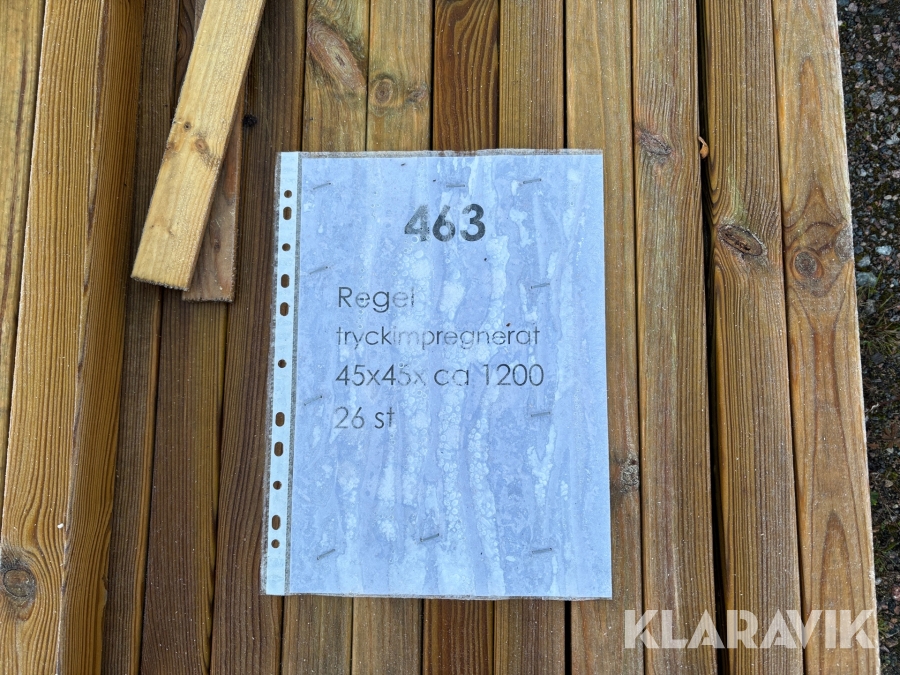 463
Regel
tryckimpregnerat
45x45x ca 1200
26 st
KLARAVIK